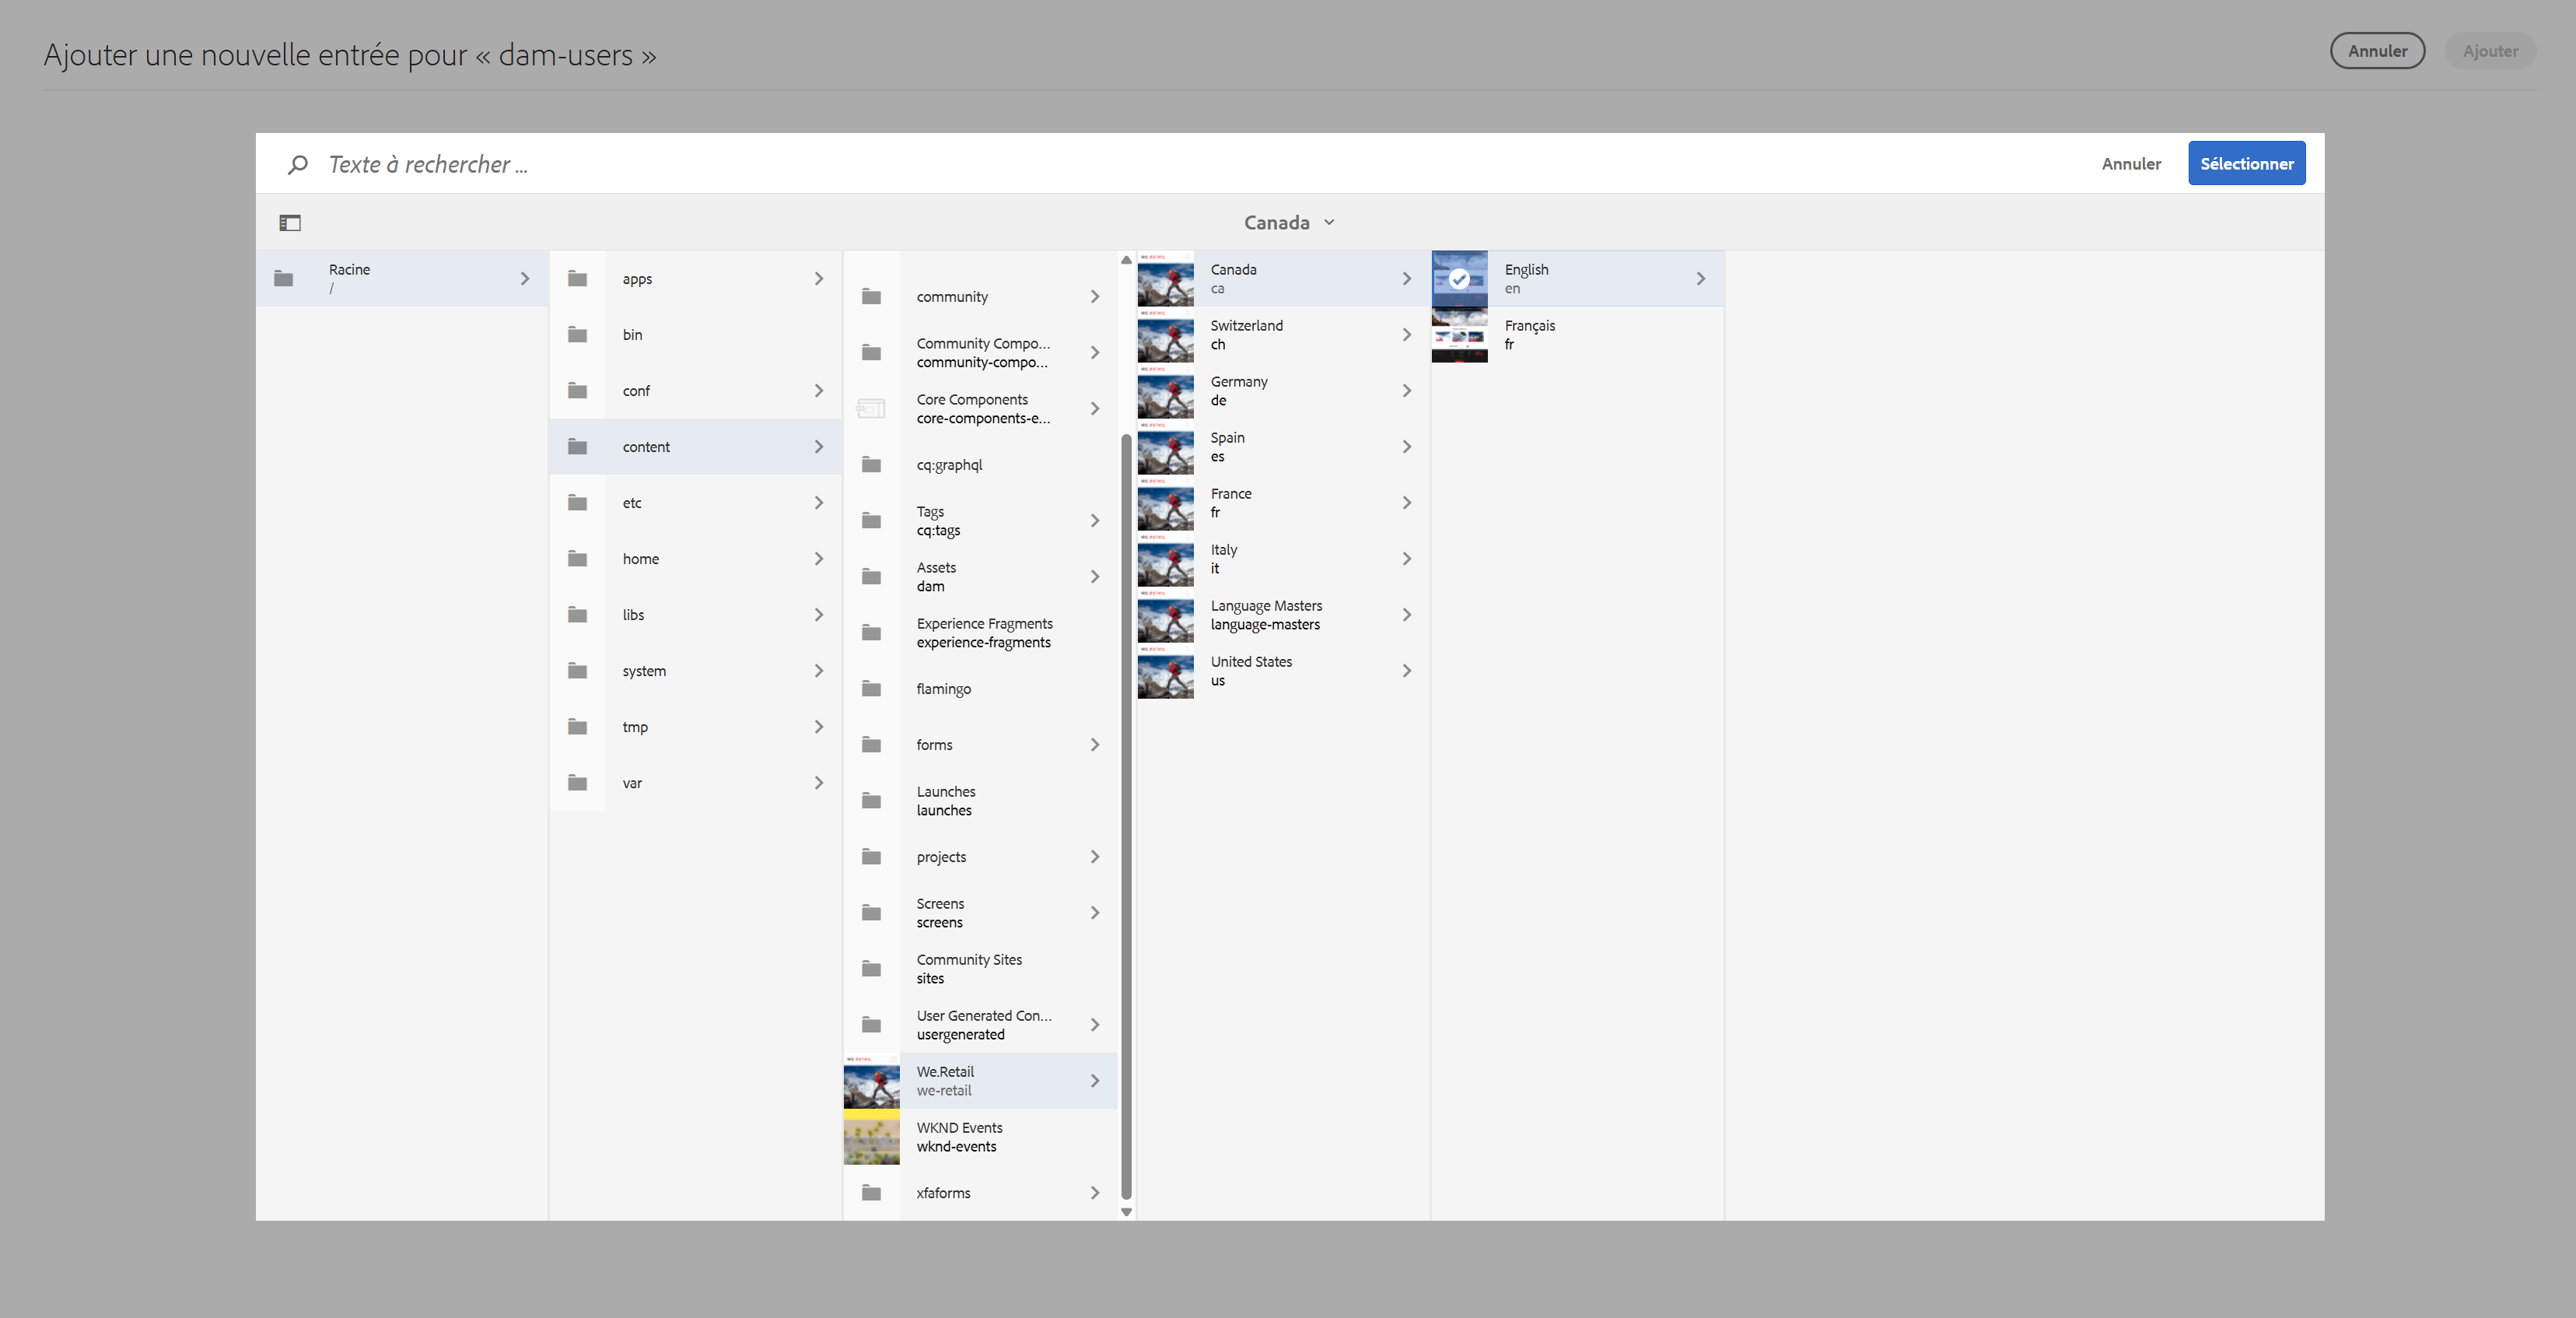 Ajouter une nouvelle entrée pour « dam-users »
Annuler
Ajouter
Texte à rechercher ...
Annuler
Sélectionner
Canada
Racine
/
apps
bin
conf
content
etc
home
libs
system
tmp
var
community
Community Compo...
community-compo...
Core Components
core-components-e...
cq:graphql
Tags
cq:tags
Assets
dam
Experience Fragments
experience-fragments
flamingo
forms
Launches
launches
projects
Screens
screens
Community Sites
sites
User Generated Con...
usergenerated
We.Retail
we-retail
WKND Events
wknd-events
xfaforms
Canada
ca
Switzerland
ch
Germany
de
Spain
es
France
fr
Italy
it
Language Masters
language-masters
United States
us
English
en
Français
fr